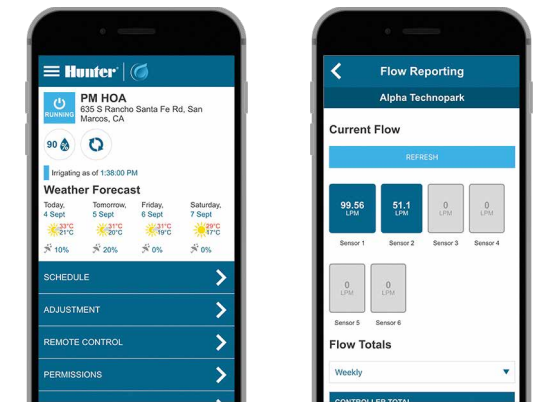 Hunter
RUNNING
PM HOA
635 S Rancho Santa Fe Rd, San
Marcos, CA
90
Irrigating as of 1:38:00 PM
Weather Forecast
Today, Tomorrow, Friday, Saturday,
4 Sept 5 Sept 6 Sept 7 Sept
33°C 31°C 31°C 29°C
21°C 20°C 19°C 17°C
10% 20% 0% 0%
SCHEDULE
ADJUSTMENT
REMOTE CONTROL
PERMISSIONS
Flow Reporting
Alpha Technopark
Current Flow
REFRESH
99.56 51.1 0 0
LPM LPM LPM LPM
Sensor 1 Sensor 2 Sensor 3 Sensor 4
0 0
LPM LPM
Sensor 5 Sensor 6
Flow Totals
Weekly
CONTROLLER TOTAL